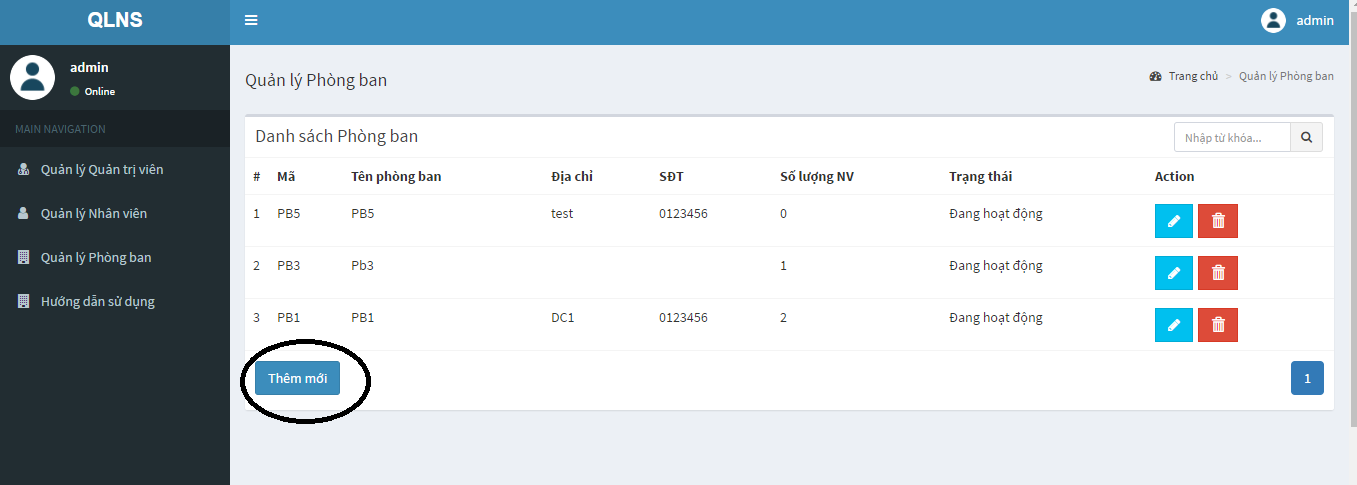 QLNS
admin
admin
Online
MAIN NAVIGATION
Quản lý Quản trị viên
Quản lý Nhân viên
Quản lý Phòng ban
Hướng dẫn sử dụng
Quản lý Phòng ban
Trang chủ > Quản lý Phòng ban
Danh sách Phòng ban
Nhập từ khóa...
# Mã Tên phòng ban Địa chỉ SĐT Số lượng NV Trạng thái Action
1 PB5 PB5 test 0123456 0 Đang hoạt động
2 PB3 Pb3 1 Đang hoạt động
3 PB1 PB1 DC1 0123456 2 Đang hoạt động
Thêm mới
1